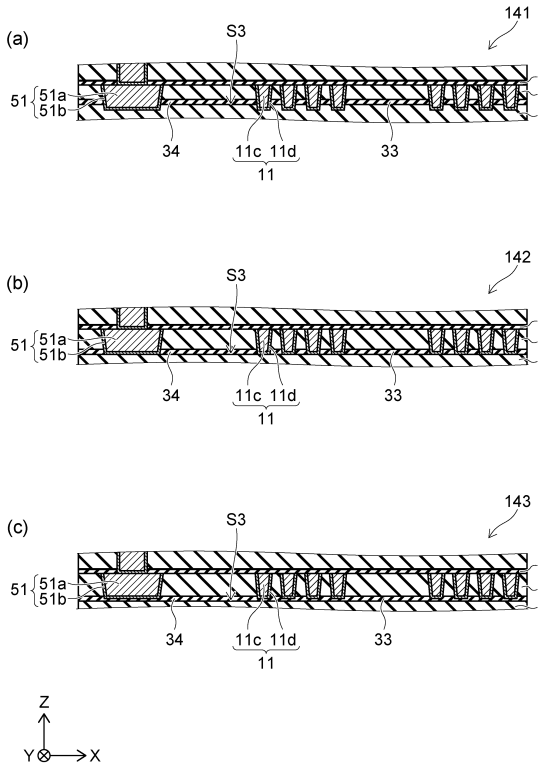 (a)
141
S3
51 { 51a
51b
34
11c 11d
33
11
(b)
142
S3
51 { 51a
51b
34
11c 11d
33
11
(c)
143
S3
51 { 51a
51b
34
11c 11d
33
11
Z
Y X